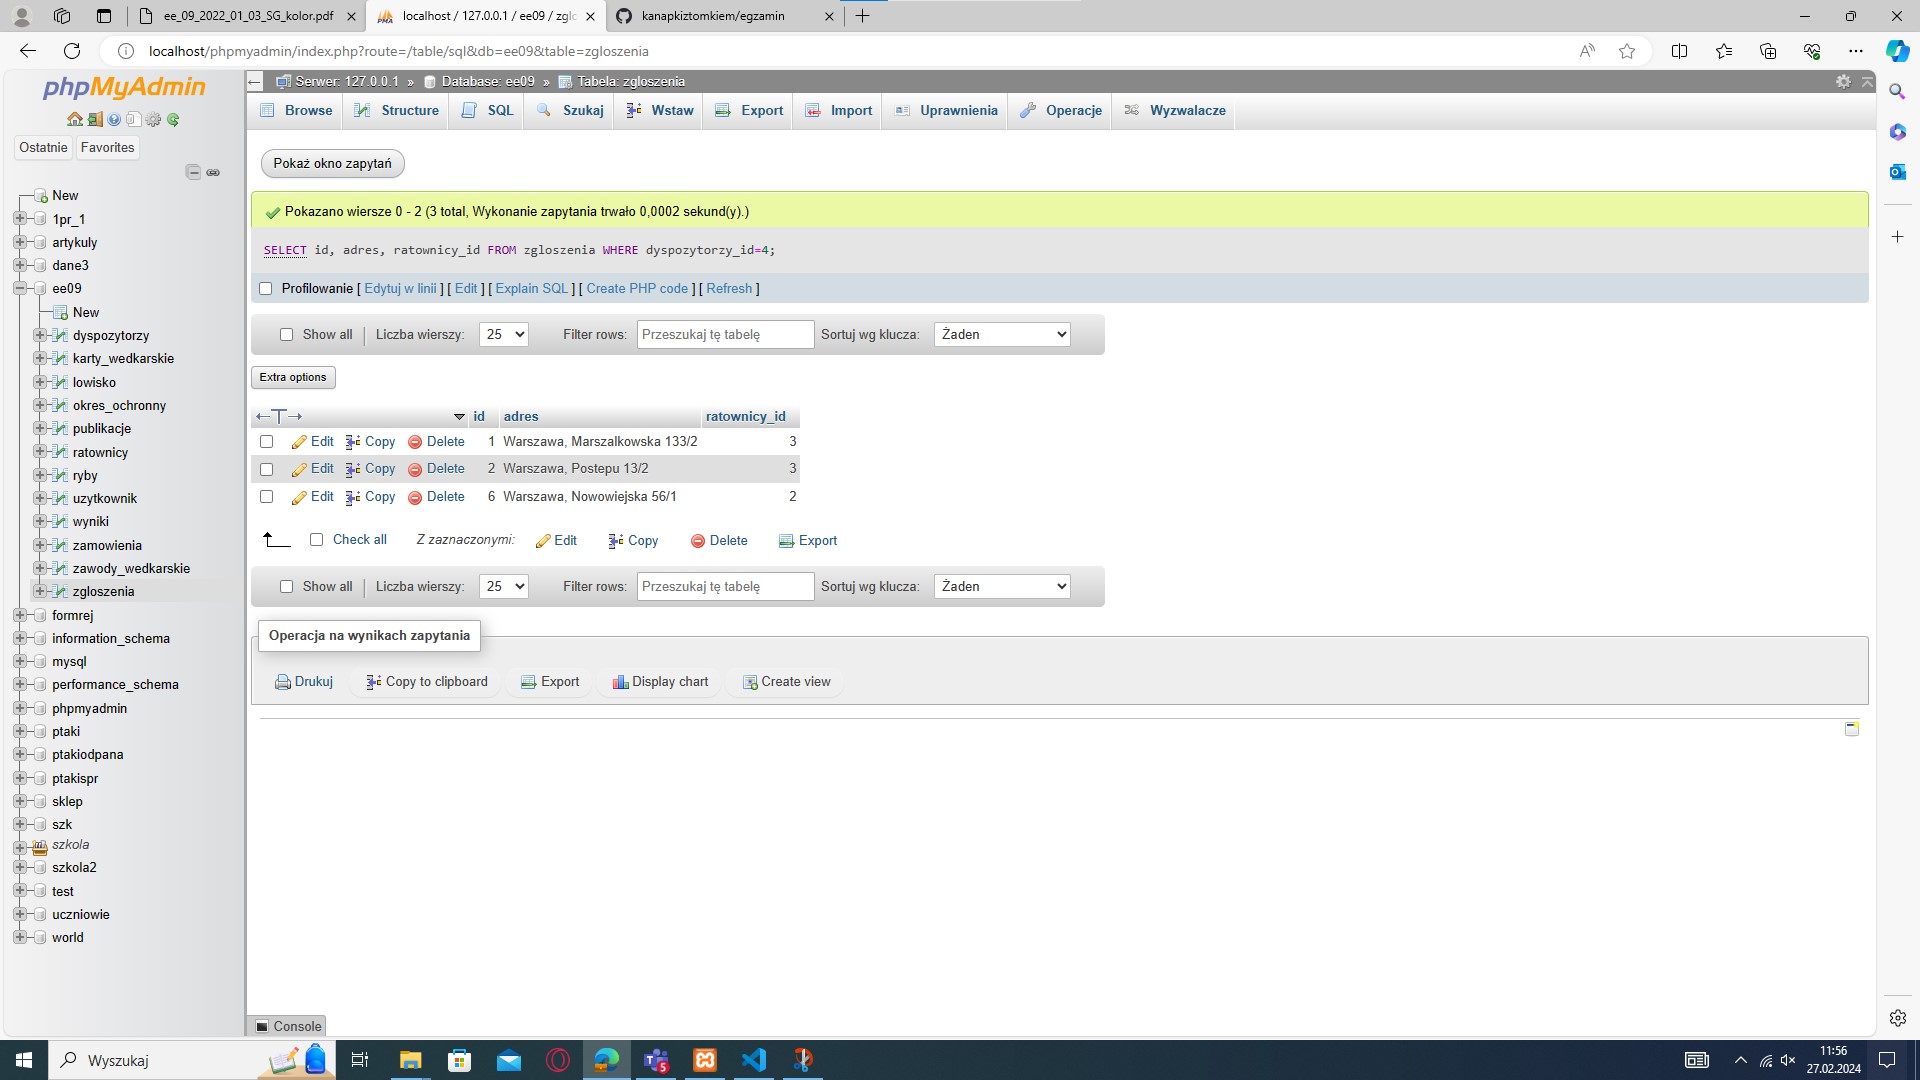 ee_09_2022_01_03_SG_kolor.pdf
localhost / 127.0.0.1 / ee09 / zglo
kanapkiztomkiem/egzamin
localhost/phpmyadmin/index.php?route=/table/sql&db=ee09&table=zgloszenia
phpMyAdmin
Ostatnie Favorites
New
1pr_1
artykuly
dane3
ee09
New
dyspozytorzy
karty_wedkarskie
lowisko
okres_ochronny
publikacje
ratownicy
ryby
uzytkownik
wyniki
zamowienia
zawody_wedkarskie
zgloszenia
formrej
information_schema
mysql
performance_schema
phpmyadmin
ptaki
ptakiodpana
ptakispr
sklep
szk
szkola
szkola2
test
uczniowie
world
Serwer: 127.0.0.1 » Database: ee09 » Tabela: zgloszenia
Browse Structure SQL Szukaj Wstaw Export Import Uprawnienia Operacje Wyzwalacze
Pokaż okno zapytań
Pokazano wiersze 0 - 2 (3 total, Wykonanie zapytania trwało 0,0002 sekund(y).)
SELECT id, adres, ratownicy_id FROM zgloszenia WHERE dyspozytorzy_id=4;
Profilowanie [ Edytuj w linii ] [ Edit ] [ Explain SQL ] [ Create PHP code ] [ Refresh ]
Show all Liczba wierszy: 25 Filter rows: Przeszukaj tę tabelę Sortuj wg klucza: Żaden
Extra options
←T→ id adres ratownicy_id
Edit Copy Delete 1 Warszawa, Marszalkowska 133/2 3
Edit Copy Delete 2 Warszawa, Postepu 13/2 3
Edit Copy Delete 6 Warszawa, Nowowiejska 56/1 2
Check all Z zaznaczonymi: Edit Copy Delete Export
Show all Liczba wierszy: 25 Filter rows: Przeszukaj tę tabelę Sortuj wg klucza: Żaden
Operacja na wynikach zapytania
Drukuj Copy to clipboard Export Display chart Create view
Console
Wyszukaj
5
11:56
27.02.2024